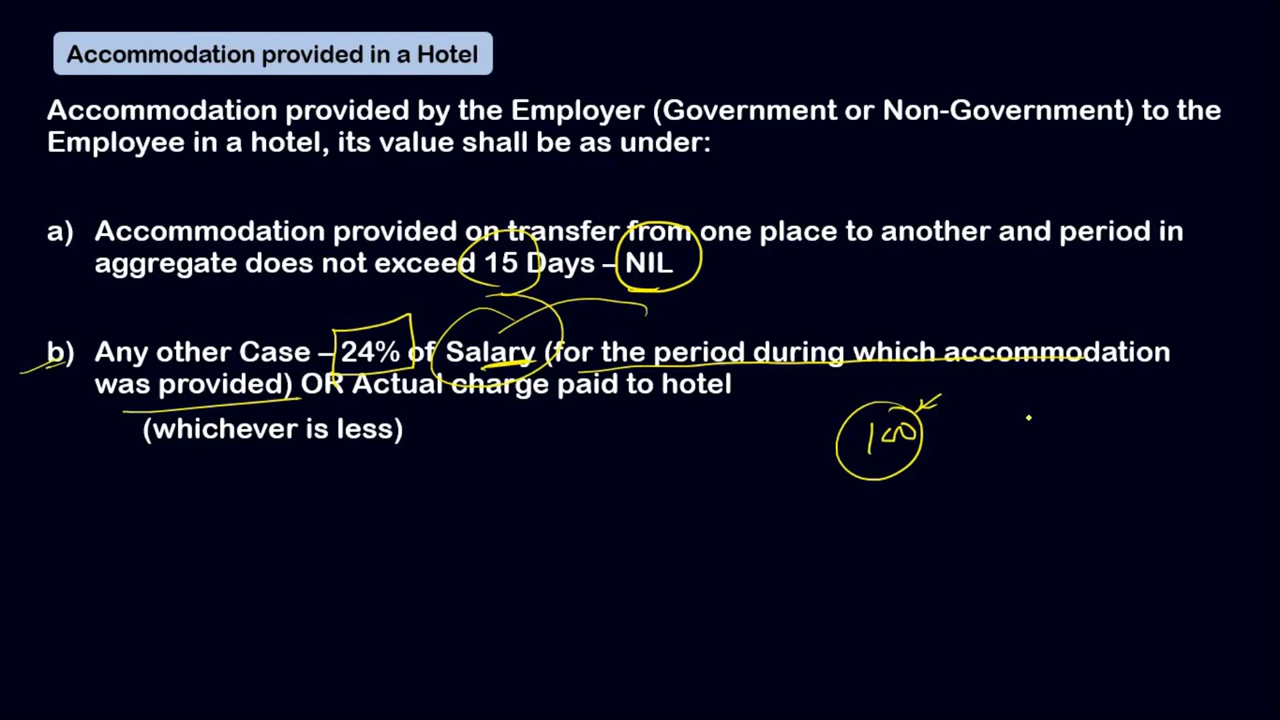 Accommodation provided in a Hotel
Accommodation provided by the Employer (Government or Non-Government) to the
Employee in a hotel, its value shall be as under:
a) Accommodation provided on transfer from one place to another and period in
aggregate does not exceed 15 Days – NIL
b) Any other Case – 24% of Salary (for the period during which accommodation
was provided) OR Actual charge paid to hotel
(whichever is less)
100